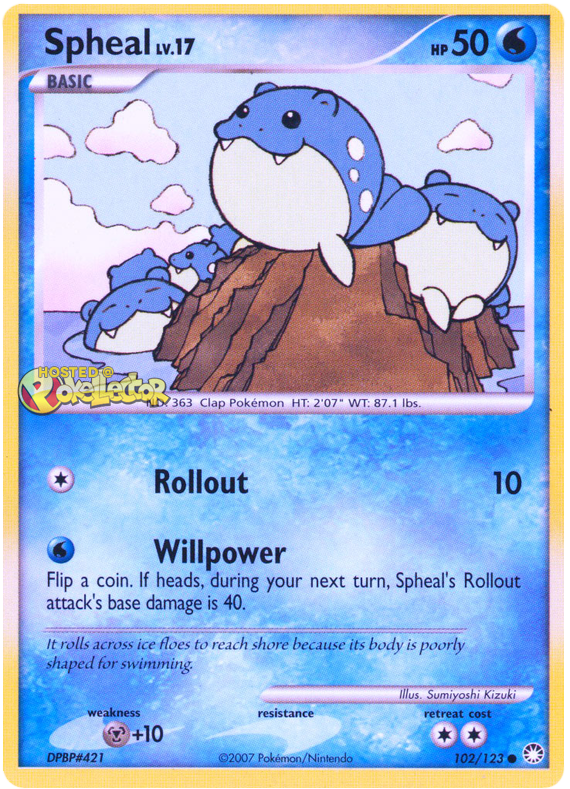 Spheal LV.17
HP 50
BASIC
HOSTED @
Pokellector
363 Clap Pokémon HT: 2'07" WT: 87.1 lbs.
Rollout 10
Willpower
Flip a coin. If heads, during your next turn, Spheal's Rollout
attack's base damage is 40.
It rolls across ice floes to reach shore because its body is poorly
shaped for swimming.
Illus. Sumiyoshi Kizuki
weakness resistance retreat cost
+10
DPBP#421 ©2007 Pokémon/Nintendo 102/123